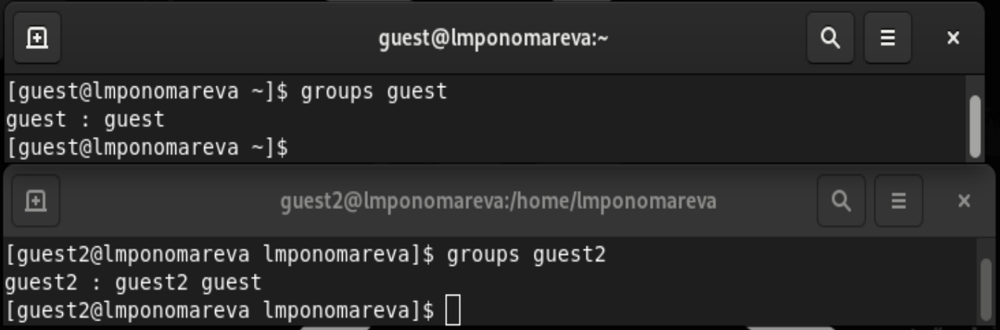 guest@lmponomareva:~
[guest@lmponomareva ~]$ groups guest
guest : guest
[guest@lmponomareva ~]$
guest2@lmponomareva:/home/lmponomareva
[guest2@lmponomareva lmponomareva]$ groups guest2
guest2 : guest2 guest
[guest2@lmponomareva lmponomareva]$